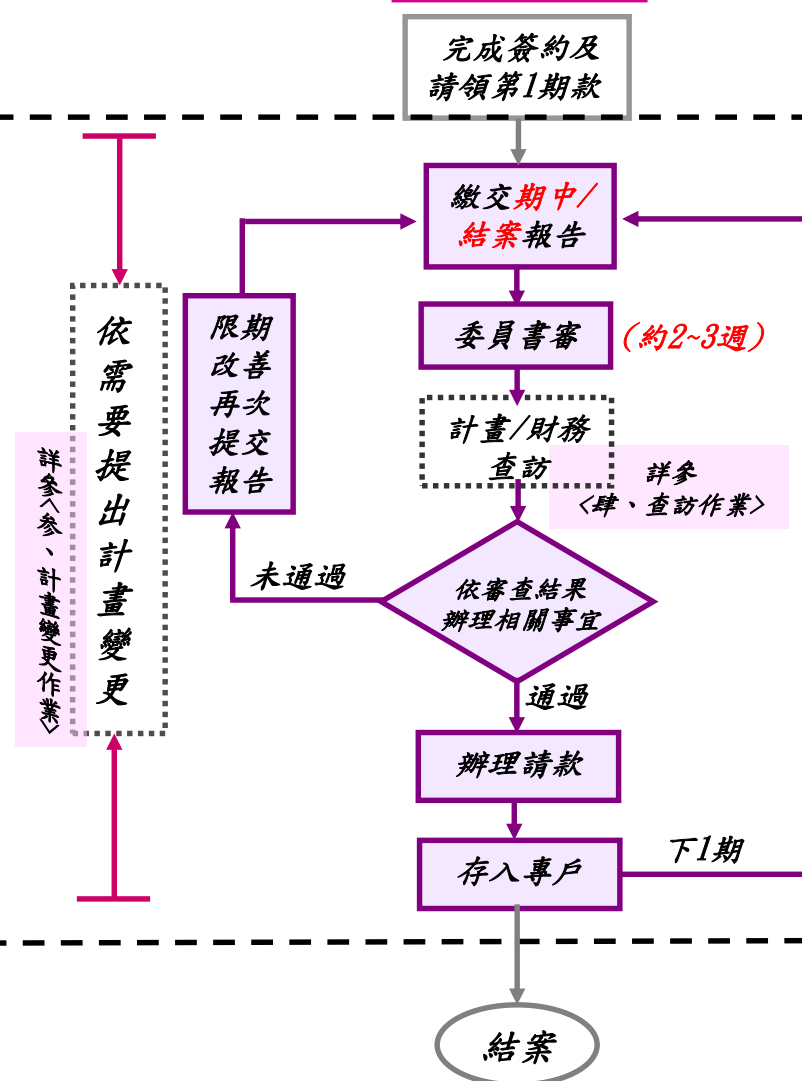 完成簽約及
請領第1期款
繳交期中/
結案報告
委員書審
(約2~3週)
計畫/財務
查訪
詳參
<肆、查訪作業>
依審查結果
辦理相關事宜
未通過
限期
改善
再次
提交
報告
通過
辦理請款
存入專戶
下1期
結案
依需要提出計畫變更
詳參<參、計畫變更作業>